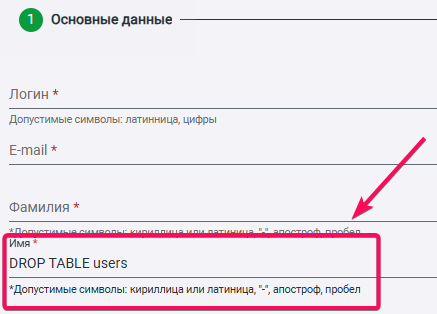 1 Основные данные
Логин *
Допустимые символы: латинница, цифры
E-mail *
Фамилия *
*Допустимые символы: кириллица или латиница, "-", апостроф, пробел
Имя *
DROP TABLE users
*Допустимые символы: кириллица или латиница, "-", апостроф, пробел